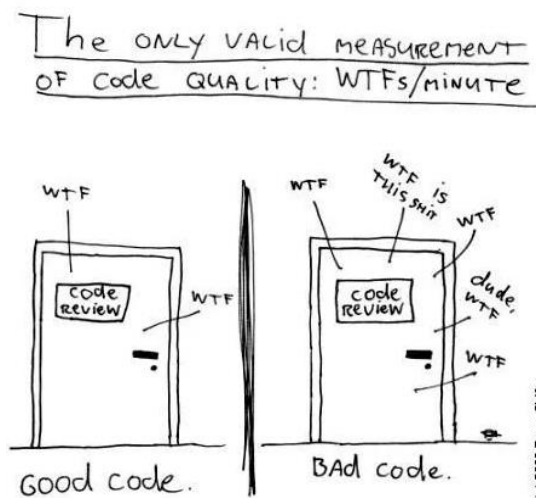 The ONLY VALID MEASUREMENT
OF CODE QUALITY: WTFs/MINUTE
WTF
code
REVIEW
WTF
GOOD code.
WTF
WTF is
THIS SHIT
WTF
code
REVIEW
dude,
WTF
WTF
BAD code.